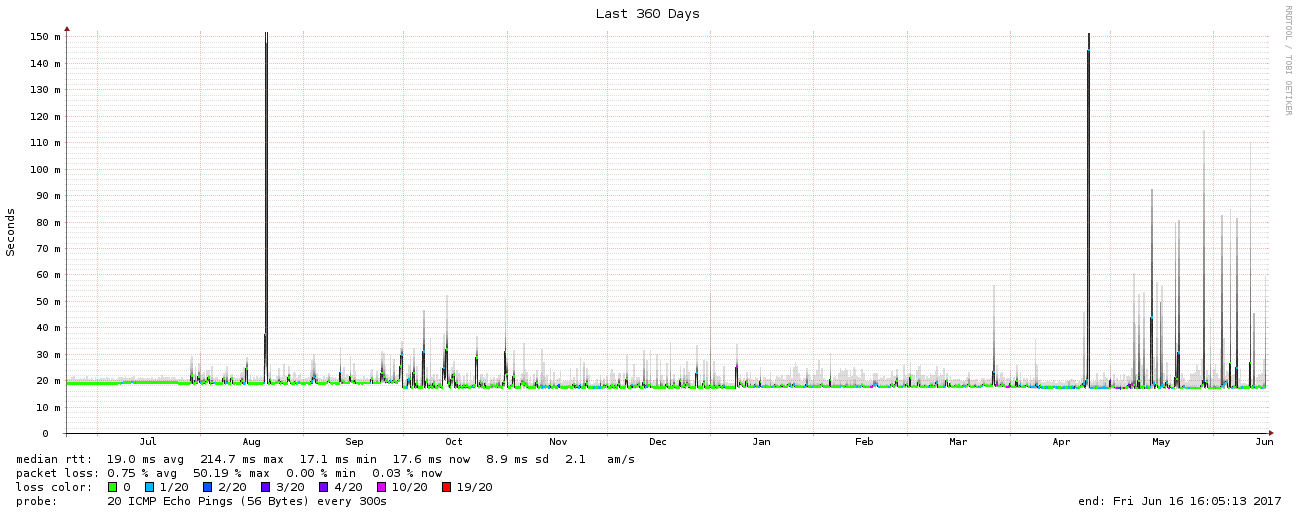 Last 360 Days
RRDTOOL / TOBI OETIKER
Seconds
150 m
140 m
130 m
120 m
110 m
100 m
90 m
80 m
70 m
60 m
50 m
40 m
30 m
20 m
10 m
0
Jul Aug Sep Oct Nov Dec Jan Feb Mar Apr May Jun
median rtt: 19.0 ms avg 214.7 ms max 17.1 ms min 17.6 ms now 8.9 ms sd 2.1 am/s
packet loss: 0.75 % avg 50.19 % max 0.00 % min 0.03 % now
loss color: 0 1/20 2/20 3/20 4/20 10/20 19/20
probe: 20 ICMP Echo Pings (56 Bytes) every 300s end: Fri Jun 16 16:05:13 2017